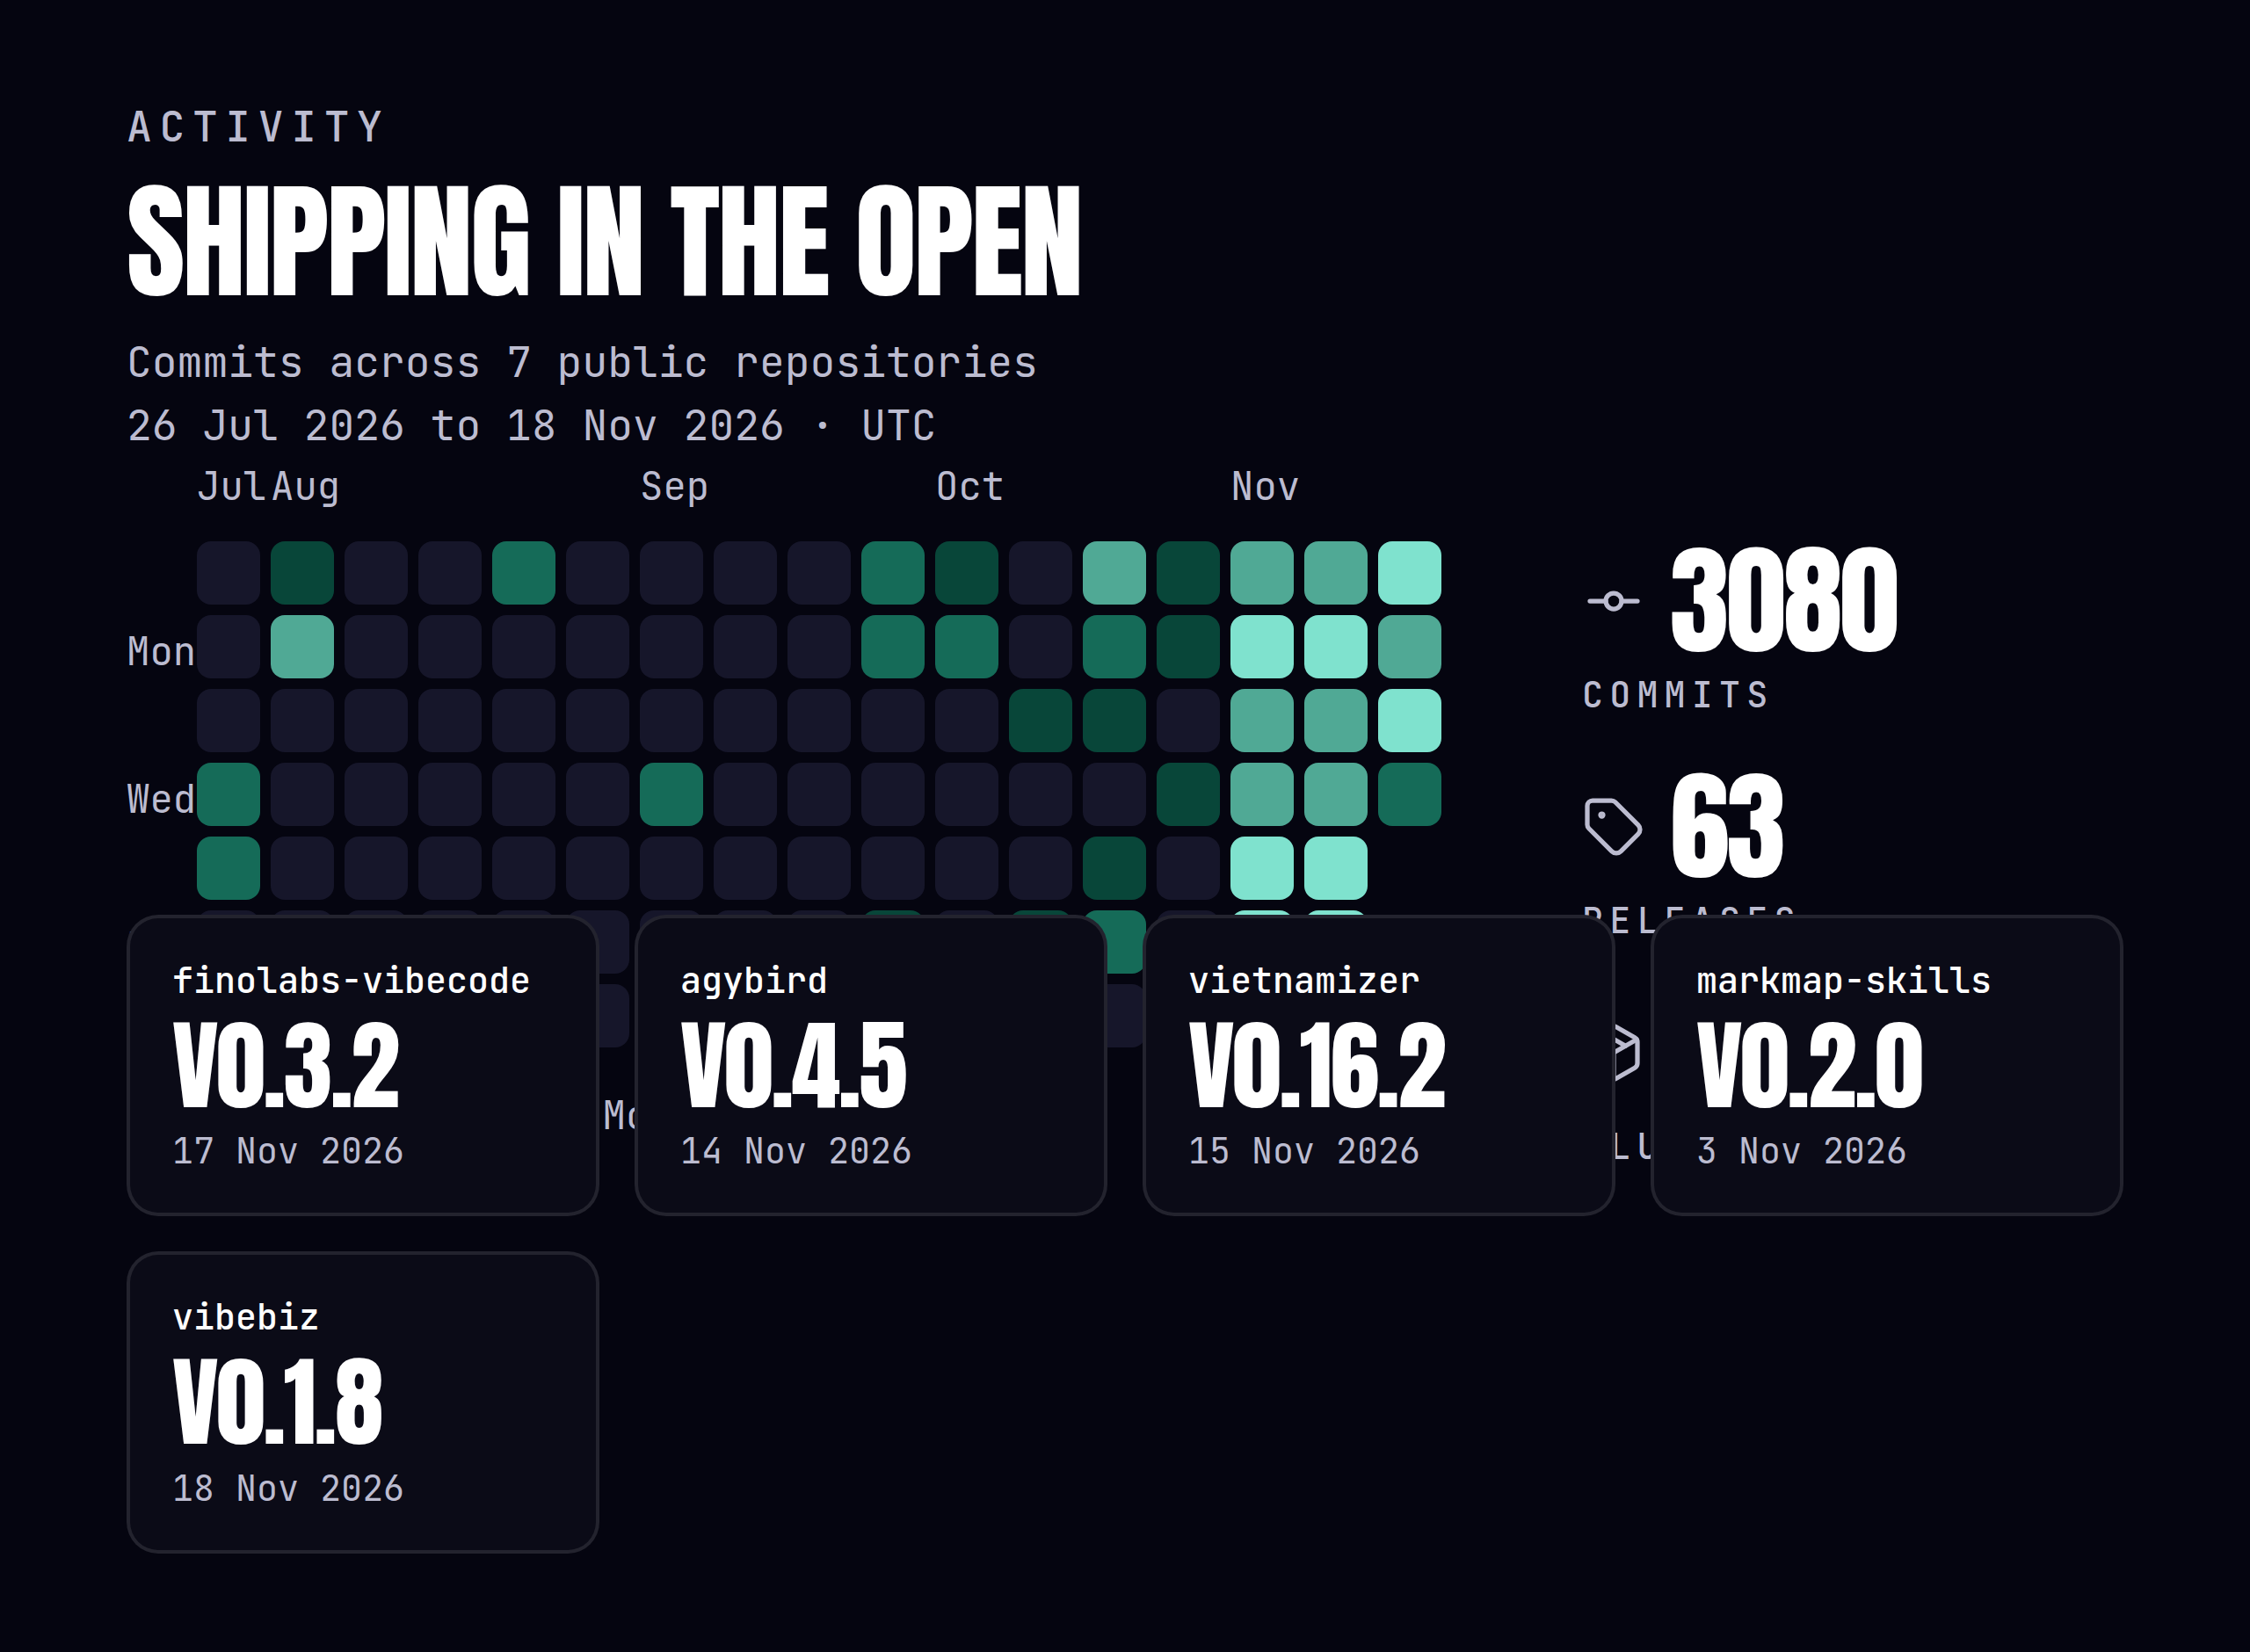 ACTIVITY
SHIPPING IN THE OPEN
Commits across 7 public repositories
26 Jul 2026 to 18 Nov 2026 · UTC
Jul Aug Sep Oct Nov
Mon
Wed
3080
COMMITS
63
RELEASES
finolabs-vibecode
V0.3.2
17 Nov 2026
agybird
V0.4.5
14 Nov 2026
vietnamizer
V0.16.2
15 Nov 2026
markmap-skills
V0.2.0
3 Nov 2026
vibebiz
V0.1.8
18 Nov 2026